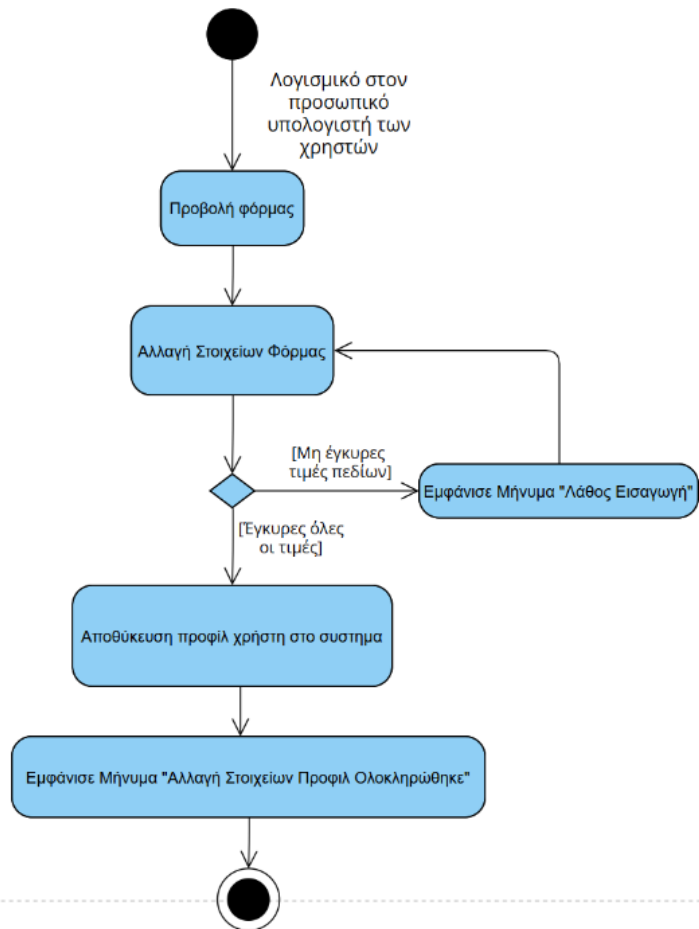 Λογισμικό στον
προσωπικό
υπολογιστή των
χρηστών
Προβολή φόρμας
Αλλαγή Στοιχείων Φόρμας
[Μη έγκυρες
τιμές πεδίων]
Εμφάνισε Μήνυμα "Λάθος Εισαγωγή"
[Έγκυρες όλες
οι τιμές]
Αποθύκευση προφίλ χρήστη στο συστημα
Εμφάνισε Μήνυμα "Αλλαγή Στοιχείων Προφιλ Ολοκληρώθηκε"